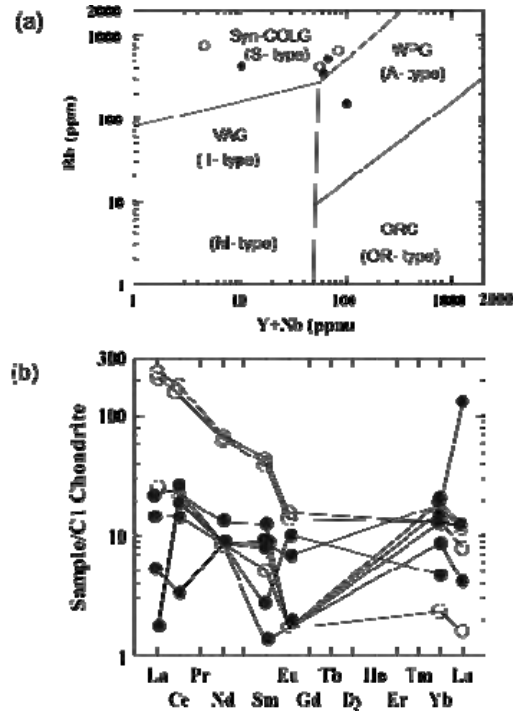 (a)
2000
1000
Syn-COLG
(S-type)
WPG
(A-type)
Rb (ppm)
100
VAG
(I-type)
10
(M-type)
ORG
(OR-type)
1
1 10 100 1000 2000
Y+Nb (ppm)
(b)
300
100
Sample/C1 Chondrite
10
1
La Pr Eu Tb Ho Tm Lu
Ce Nd Sm Gd Dy Er Yb